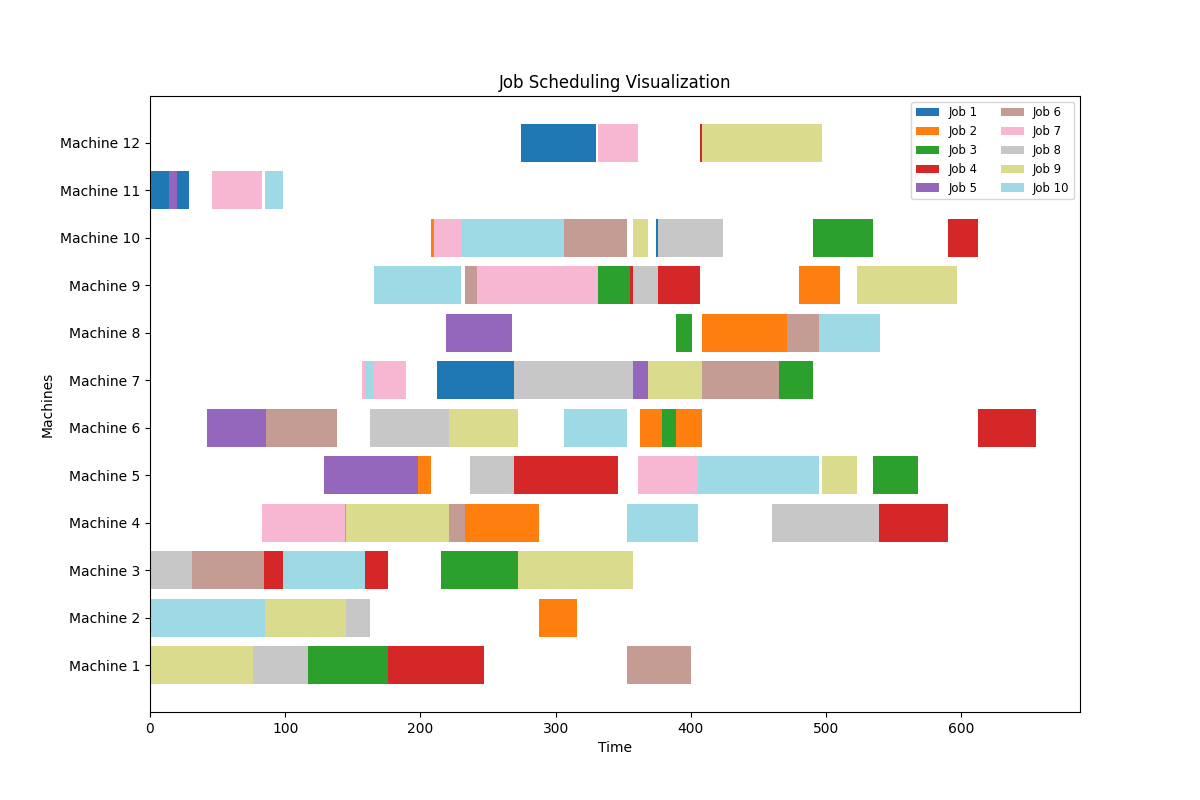 Job Scheduling Visualization
Job 1
Job 2
Job 3
Job 4
Job 5
Job 6
Job 7
Job 8
Job 9
Job 10
Machine 12
Machine 11
Machine 10
Machine 9
Machine 8
Machine 7
Machine 6
Machine 5
Machine 4
Machine 3
Machine 2
Machine 1
Machines
0 100 200 300 400 500 600
Time